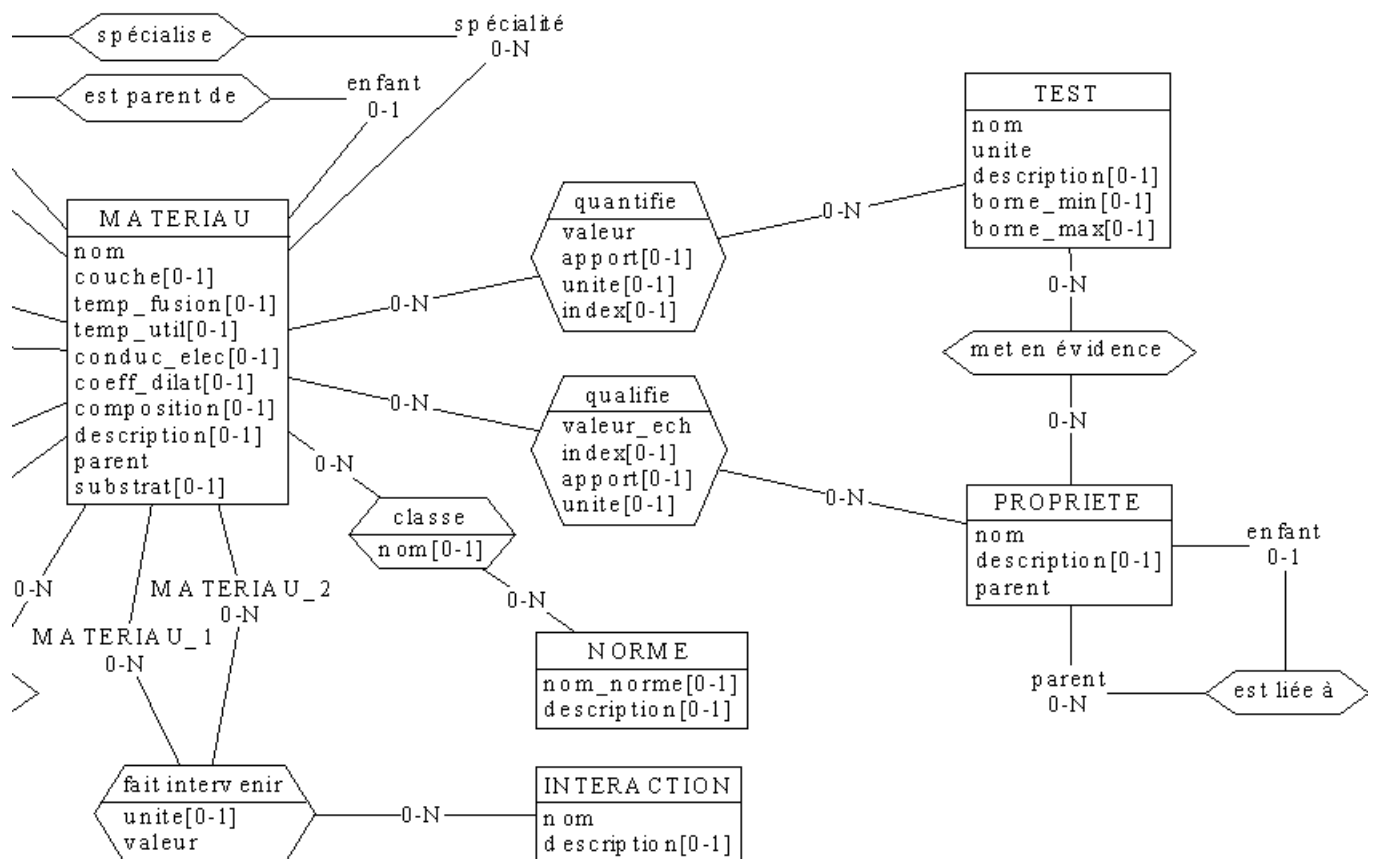 spécialise
spécialité
0-N
est parent de
enfant
0-1
TEST
nom
unite
description[0-1]
borne_min[0-1]
borne_max[0-1]
MATERIAU
nom
couche[0-1]
temp_fusion[0-1]
temp_util[0-1]
conduc_elec[0-1]
coeff_dilat[0-1]
composition[0-1]
description[0-1]
parent
substrat[0-1]
quantifie
valeur
apport[0-1]
unite[0-1]
index[0-1]
0-N
0-N
0-N
met en évidence
0-N
qualifie
valeur_ech
index[0-1]
apport[0-1]
unite[0-1]
0-N
0-N
0-N
classe
nom[0-1]
0-N
PROPRIETE
nom
description[0-1]
parent
enfant
0-1
parent
0-N
est liée à
0-N
MATERIAU_2
0-N
MATERIAU_1
0-N
NORME
nom_norme[0-1]
description[0-1]
fait intervenir
unite[0-1]
valeur
0-N
INTERACTION
nom
description[0-1]